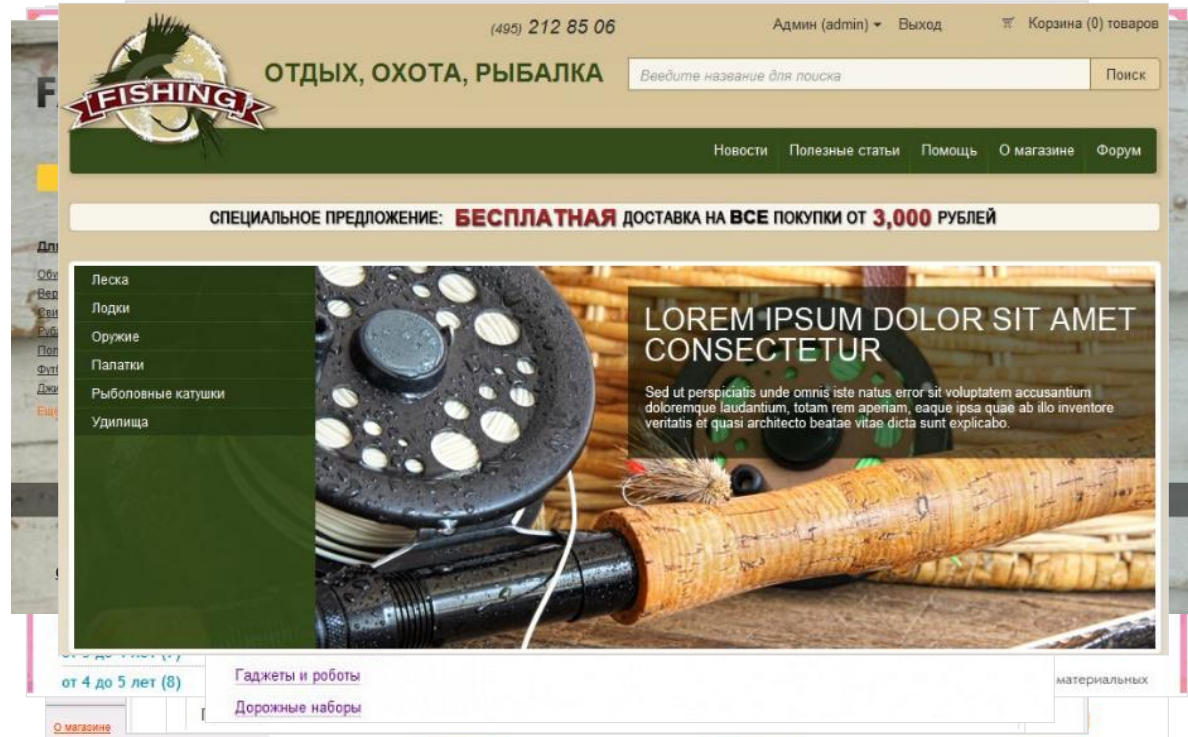 (495) 212 85 06
Админ (admin) Выход
Корзина (0) товаров
FISHING
ОТДЫХ, ОХОТА, РЫБАЛКА
Введите название для поиска
Поиск
Новости Полезные статьи Помощь О магазине Форум
СПЕЦИАЛЬНОЕ ПРЕДЛОЖЕНИЕ: БЕСПЛАТНАЯ ДОСТАВКА НА ВСЕ ПОКУПКИ ОТ 3,000 РУБЛЕЙ
Леска
Лодки
Оружие
Палатки
Рыболовные катушки
Удилища
LOREM IPSUM DOLOR SIT AMET
CONSECTETUR
Sed ut perspiciatis unde omnis iste natus error sit voluptatem accusantium
doloremque laudantium, totam rem aperiam, eaque ipsa quae ab illo inventore
veritatis et quasi architecto beatae vitae dicta sunt explicabo.
от 4 до 5 лет (8)
Гаджеты и роботы
материальных
Дорожные наборы
О магазине